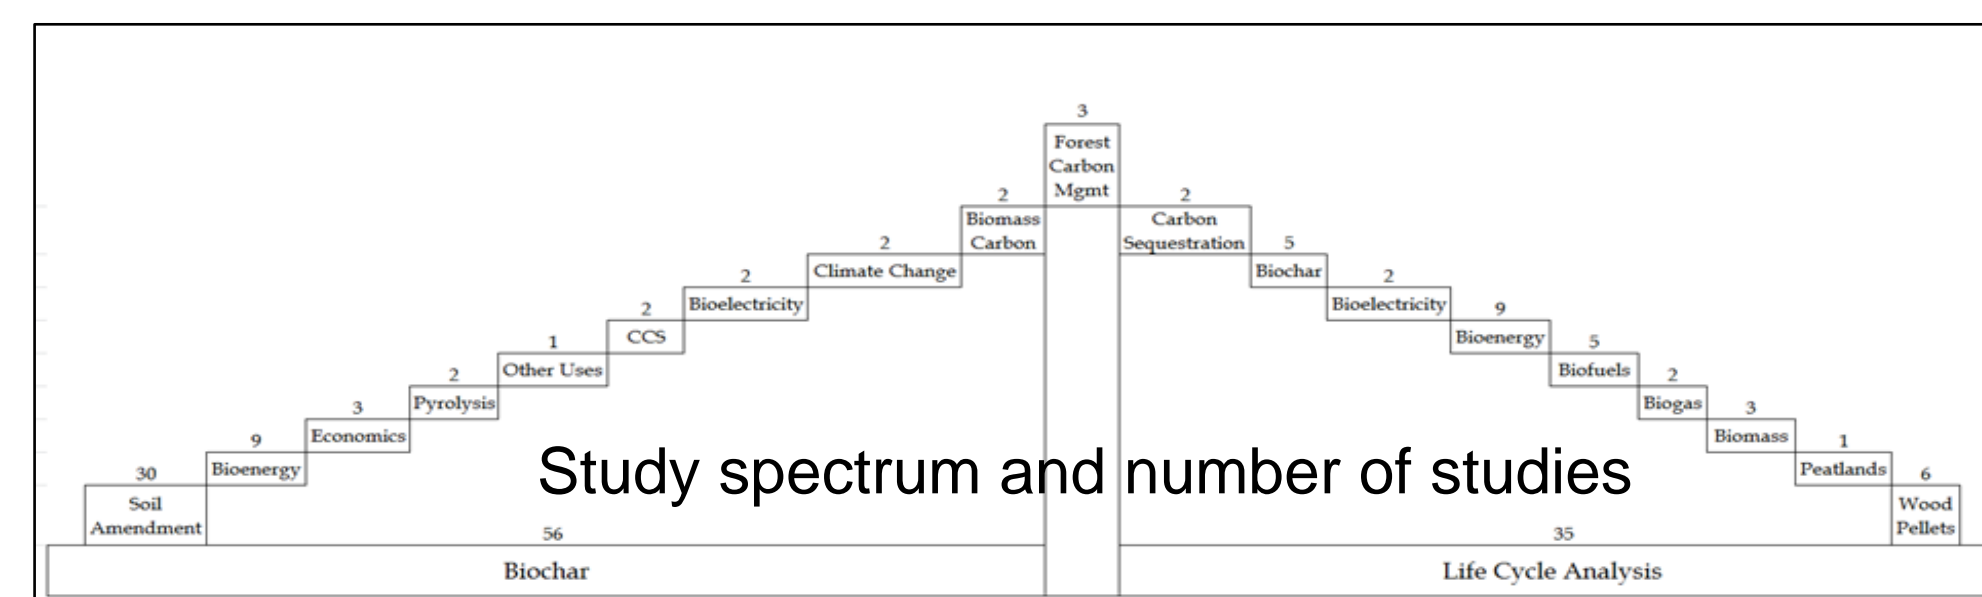 3
Forest
Carbon
Mgmt
2
Biomass
Carbon
2
Carbon
Sequestration
2
Climate Change
5
Biochar
2
Bioelectricity
2
Bioelectricity
2
CCS
9
Bioenergy
1
Other Uses
5
Biofuels
2
Pyrolysis
2
Biogas
3
Economics
3
Biomass
9
Bioenergy
1
Peatlands
Study spectrum and number of studies
30
Soil
Amendment
6
Wood
Pellets
56
Biochar
35
Life Cycle Analysis